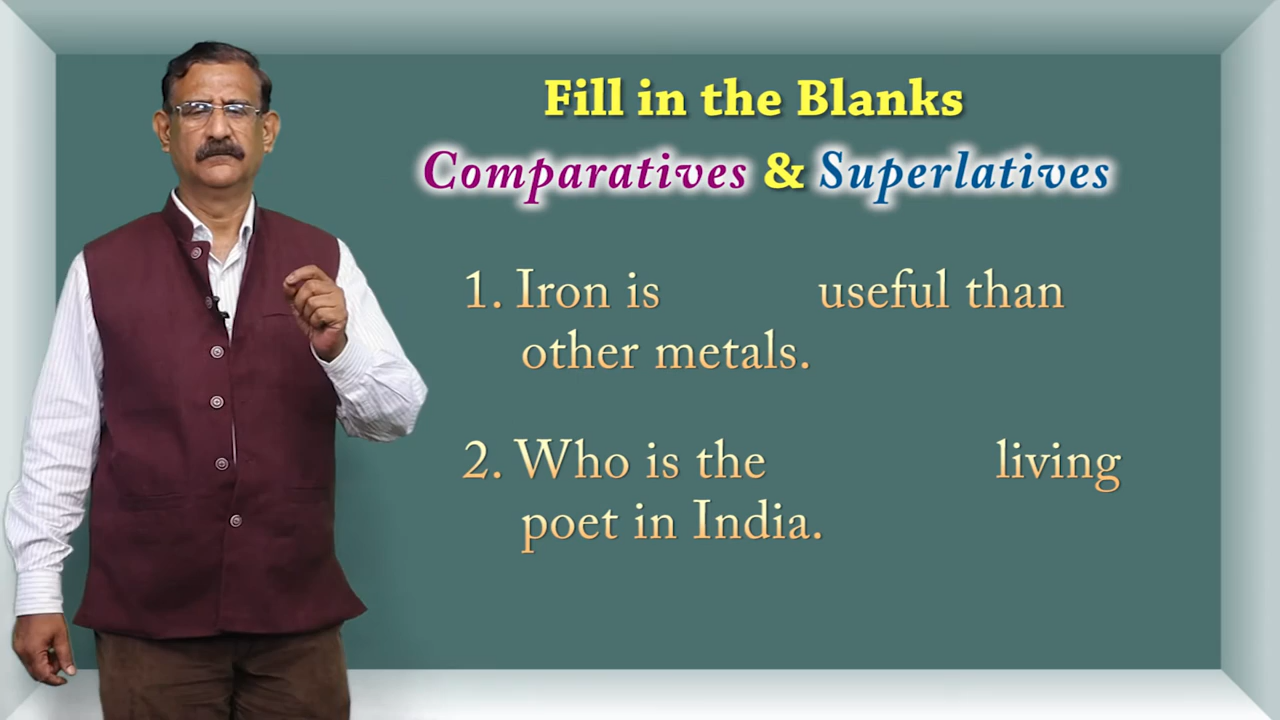 Fill in the Blanks
Comparatives & Superlatives
1. Iron is useful than
other metals.
2. Who is the living
poet in India.